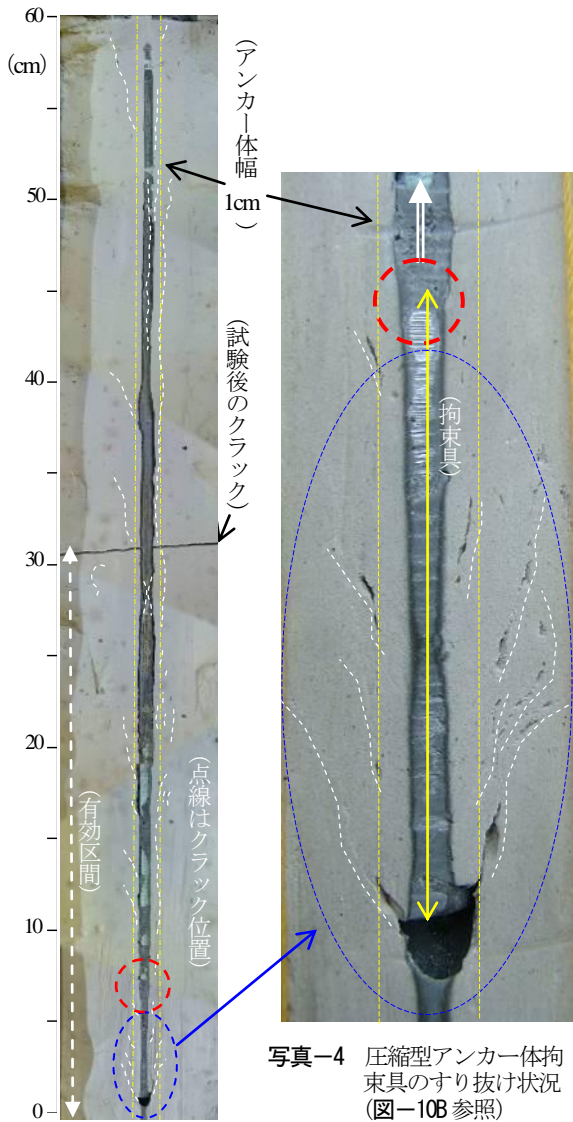 60
(cm)
50
40
30
20
10
0
(アンカー体幅
1cm
)
(試験後のクラック)
(有効区間)
(点線はクラック位置)
(拘束具)
写真－4 圧縮型アンカー体拘
束具のすり抜け状況
(図－10B 参照)